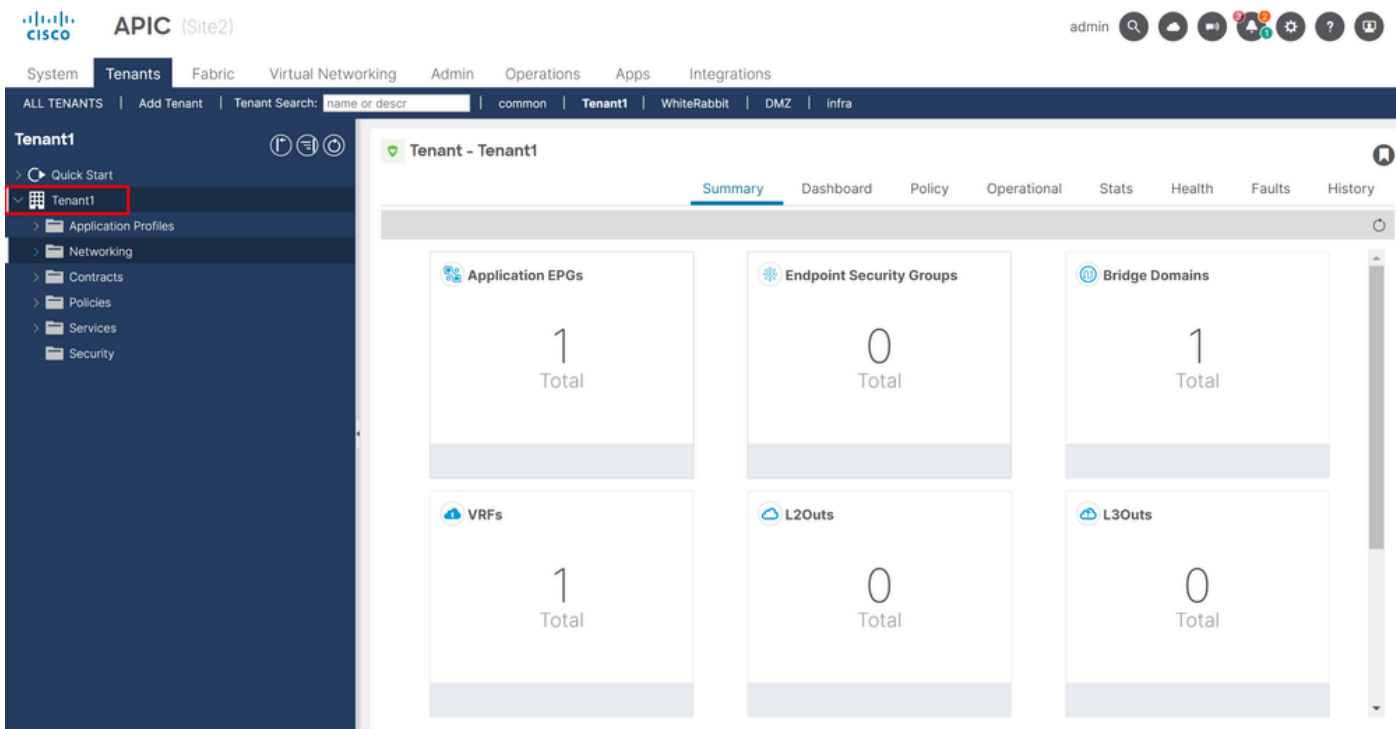 CISCO APIC (Site2) admin 2 1
System Tenants Fabric Virtual Networking Admin Operations Apps Integrations
ALL TENANTS | Add Tenant | Tenant Search: name or descr | common | Tenant1 | WhiteRabbit | DMZ | infra
Tenant1
Quick Start
Tenant1
Application Profiles
Networking
Contracts
Policies
Services
Security
Tenant - Tenant1
Summary Dashboard Policy Operational Stats Health Faults History
Application EPGs
1
Total
Endpoint Security Groups
0
Total
Bridge Domains
1
Total
VRFs
1
Total
L2Outs
0
Total
L3Outs
0
Total